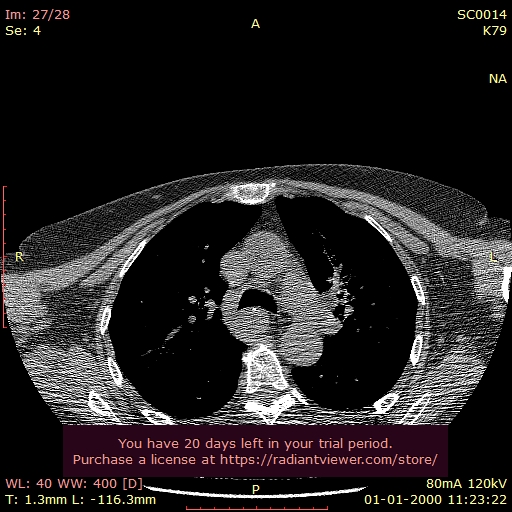 Im: 27/28
Se: 4
A
SC0014
K79
NA
R
L
You have 20 days left in your trial period.
Purchase a license at https://radiantviewer.com/store/
WL: 40 WW: 400 [D]
T: 1.3mm L: -116.3mm
P
80mA 120kV
01-01-2000 11:23:22